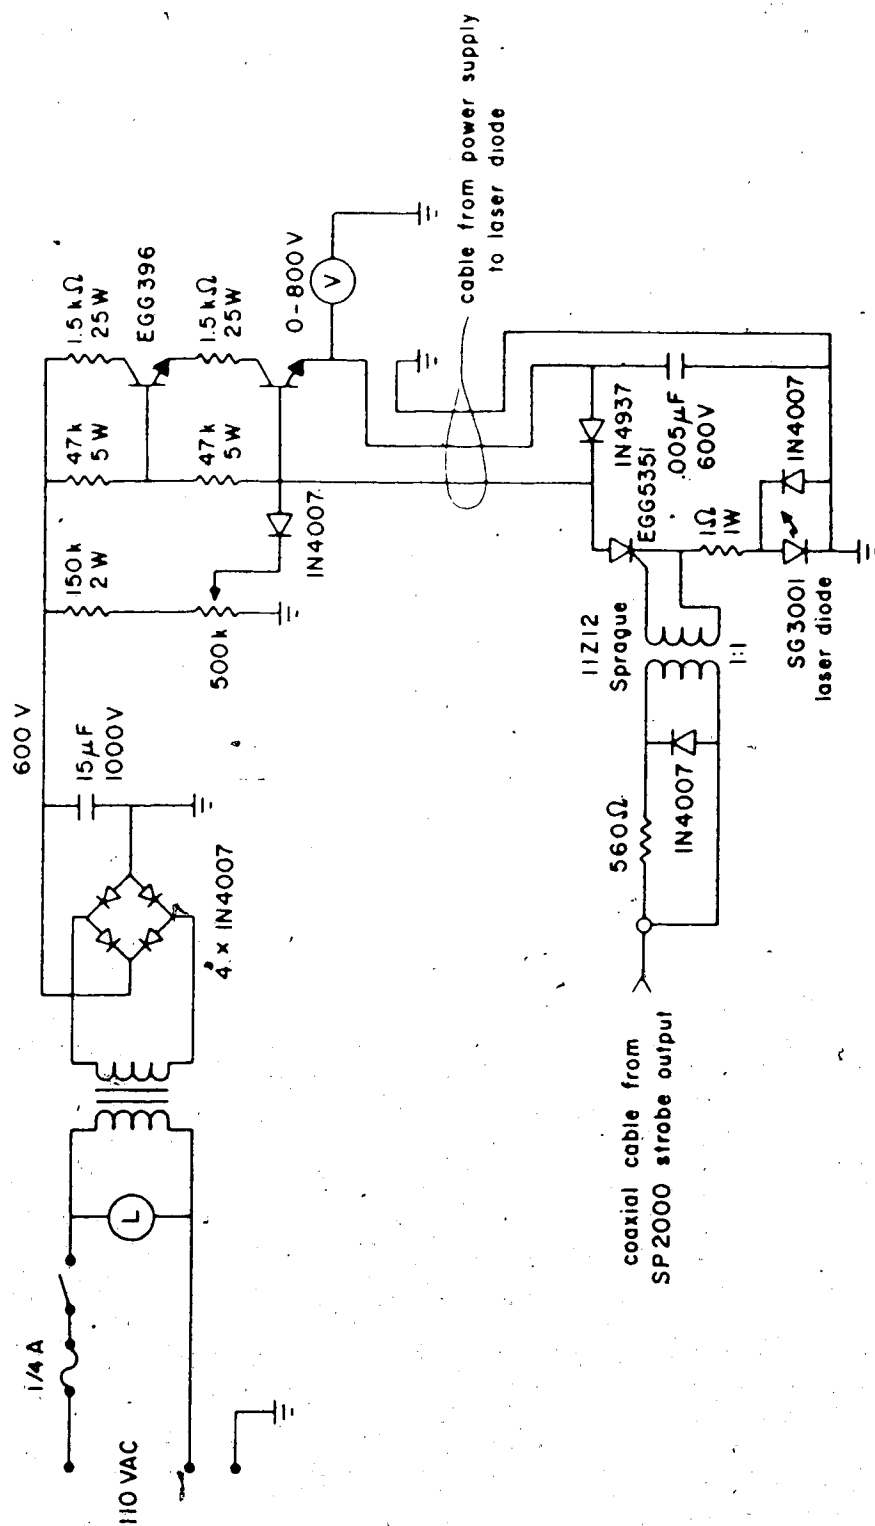 1/4 A
110 VAC
L
4 × IN4007
600 V
15µF
1000V
150k
2W
500k
47k
5W
47k
5W
IN4007
1.5kΩ
25W
EGG396
1.5kΩ
25W
0-800V
V
cable from power supply
to laser diode
coaxial cable from
SP2000 strobe output
560Ω
IN4007
11Z12
Sprague
1:1
IN4937
EGG5351
.005µF
600V
1Ω
1W
IN4007
SG3001
laser diode